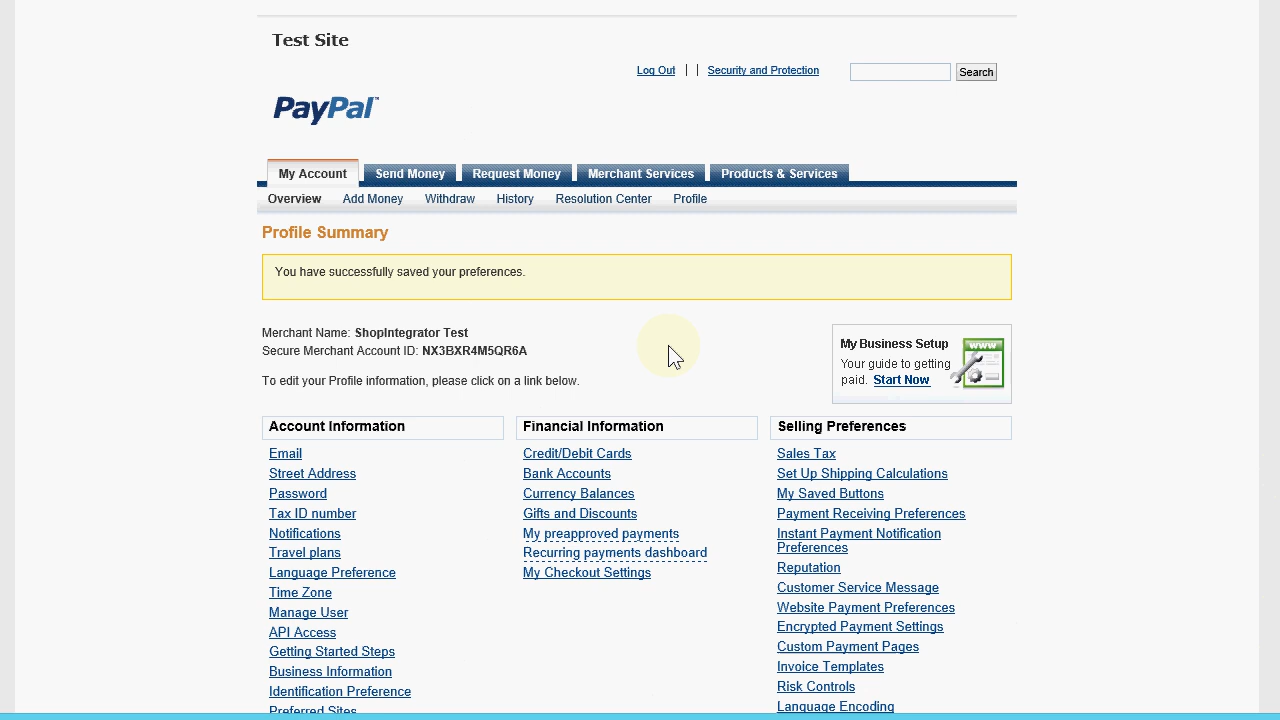 Test Site
Log Out | | Security and Protection
Search
PayPal™
My Account Send Money Request Money Merchant Services Products & Services
Overview Add Money Withdraw History Resolution Center Profile
Profile Summary
You have successfully saved your preferences.
Merchant Name: ShopIntegrator Test
Secure Merchant Account ID: NX3BXR4M5QR6A
To edit your Profile information, please click on a link below.
My Business Setup
Your guide to getting
paid. Start Now
www
Account Information
Email
Street Address
Password
Tax ID number
Notifications
Travel plans
Language Preference
Time Zone
Manage User
API Access
Getting Started Steps
Business Information
Identification Preference
Preferred Sites
Financial Information
Credit/Debit Cards
Bank Accounts
Currency Balances
Gifts and Discounts
My preapproved payments
Recurring payments dashboard
My Checkout Settings
Selling Preferences
Sales Tax
Set Up Shipping Calculations
My Saved Buttons
Payment Receiving Preferences
Instant Payment Notification
Preferences
Reputation
Customer Service Message
Website Payment Preferences
Encrypted Payment Settings
Custom Payment Pages
Invoice Templates
Risk Controls
Language Encoding